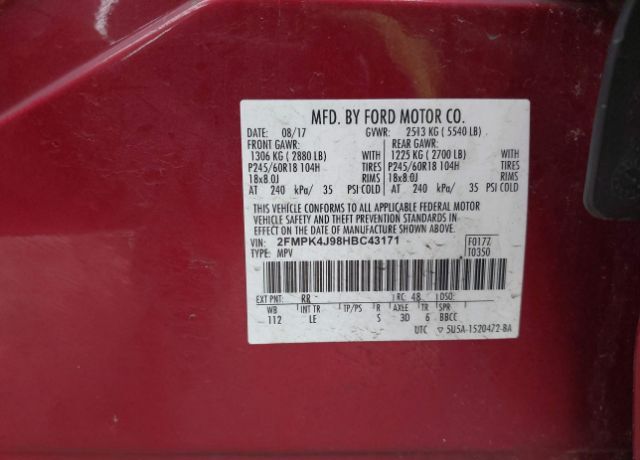 MFD. BY FORD MOTOR CO.
DATE: 08/17 GVWR: 2513 KG (5540 LB)
FRONT GAWR: REAR GAWR:
1306 KG (2880 LB) WITH 1225 KG (2700 LB) WITH
P245/60R18 104H TIRES P245/60R18 104H TIRES
18x8.0J RIMS 18x8.0J RIMS
AT 240 kPa/ 35 PSI COLD AT 240 kPa/ 35 PSI COLD
THIS VEHICLE CONFORMS TO ALL APPLICABLE FEDERAL MOTOR
VEHICLE SAFETY AND THEFT PREVENTION STANDARDS IN
EFFECT ON THE DATE OF MANUFACTURE SHOWN ABOVE.
VIN: 2FMPK4J98HBC43171 F0177
TYPE: MPV T0350
EXT PNT: RR RC: 48 DSO:
WB INT TR TP/PS R AXLE TR SPR
112 LE S 3D 6 BBCC
UTC ▽ 5U5A-1520472-BA